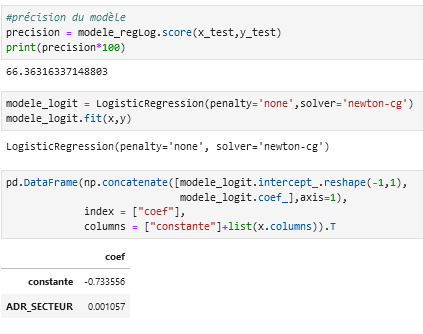 #précision du modèle
precision = modele_regLog.score(x_test,y_test)
print(precision*100)
66.36316337148803
modele_logit = LogisticRegression(penalty='none',solver='newton-cg')
modele_logit.fit(x,y)
LogisticRegression(penalty='none', solver='newton-cg')
pd.DataFrame(np.concatenate([modele_logit.intercept_.reshape(-1,1),
modele_logit.coef_],axis=1),
index = ["coef"],
columns = ["constante"]+list(x.columns)).T
coef
constante -0.733556
ADR_SECTEUR 0.001057